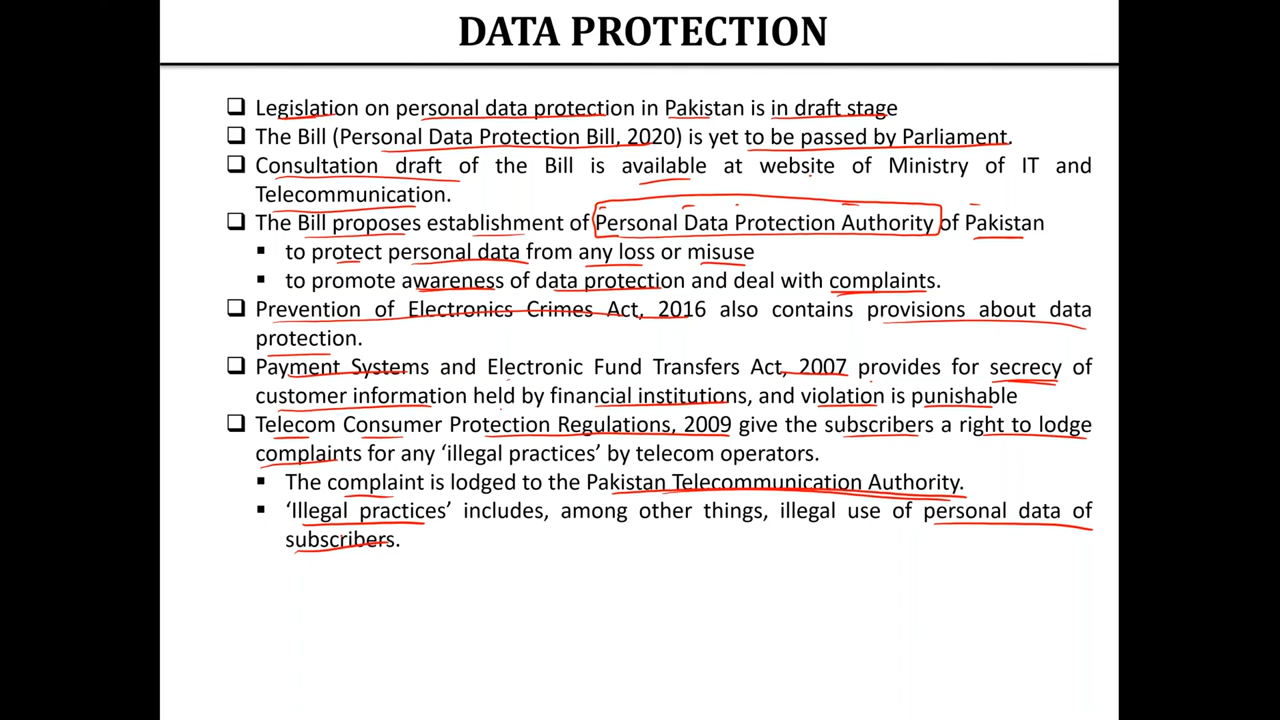 DATA PROTECTION
❑ Legislation on personal data protection in Pakistan is in draft stage
❑ The Bill (Personal Data Protection Bill, 2020) is yet to be passed by Parliament.
❑ Consultation draft of the Bill is available at website of Ministry of IT and
Telecommunication.
❑ The Bill proposes establishment of Personal Data Protection Authority of Pakistan
▪ to protect personal data from any loss or misuse
▪ to promote awareness of data protection and deal with complaints.
❑ Prevention of Electronics Crimes Act, 2016 also contains provisions about data
protection.
❑ Payment Systems and Electronic Fund Transfers Act, 2007 provides for secrecy of
customer information held by financial institutions, and violation is punishable
❑ Telecom Consumer Protection Regulations, 2009 give the subscribers a right to lodge
complaints for any ‘illegal practices’ by telecom operators.
▪ The complaint is lodged to the Pakistan Telecommunication Authority.
▪ ‘Illegal practices’ includes, among other things, illegal use of personal data of
subscribers.